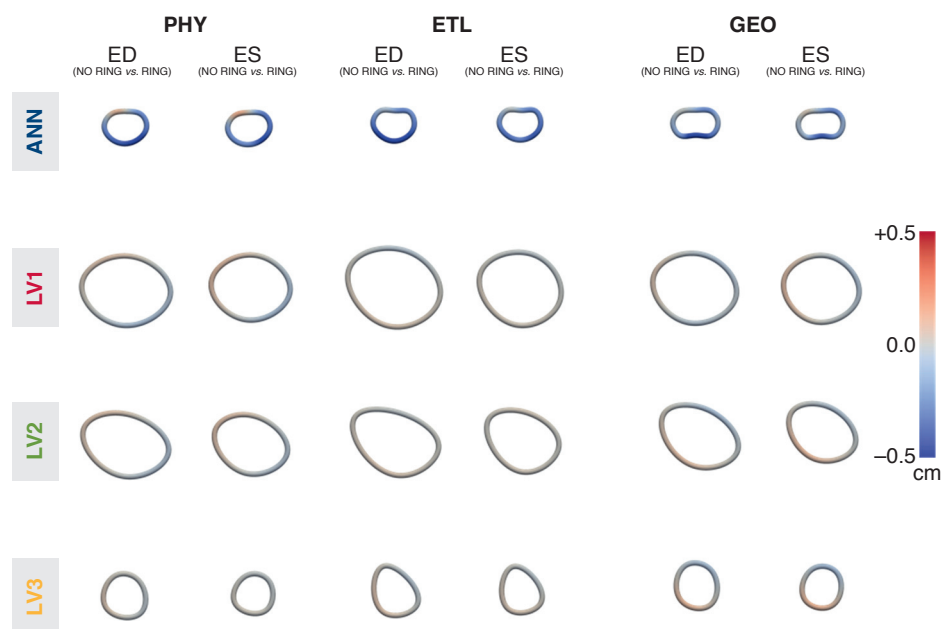 PHY ETL GEO
ED ES ED ES ED ES
(NO RING vs. RING) (NO RING vs. RING) (NO RING vs. RING) (NO RING vs. RING) (NO RING vs. RING) (NO RING vs. RING)
ANN
LV1
+0.5
0.0
LV2
–0.5
cm
LV3